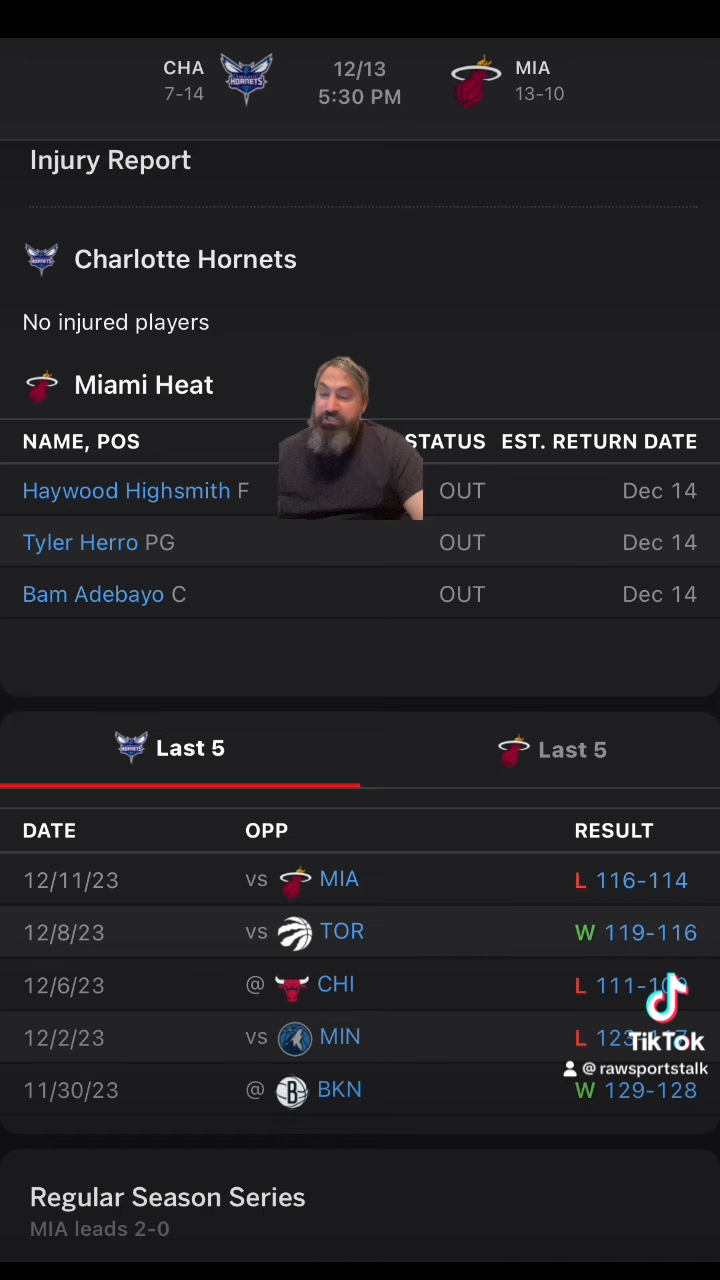 CHA 12/13 MIA
7-14 5:30 PM 13-10
Injury Report
HORNETS
Charlotte Hornets
No injured players
Miami Heat
NAME, POS STATUS EST. RETURN DATE
Haywood Highsmith F OUT Dec 14
Tyler Herro PG OUT Dec 14
Bam Adebayo C OUT Dec 14
Last 5 Last 5
DATE OPP RESULT
12/11/23 vs MIA L 116-114
12/8/23 vs TOR W 119-116
12/6/23 @ CHI L
12/2/23 vs MIN L
TikTok
@rawsportstalk
11/30/23 @ B BKN W 129-128
Regular Season Series
MIA leads 2-0